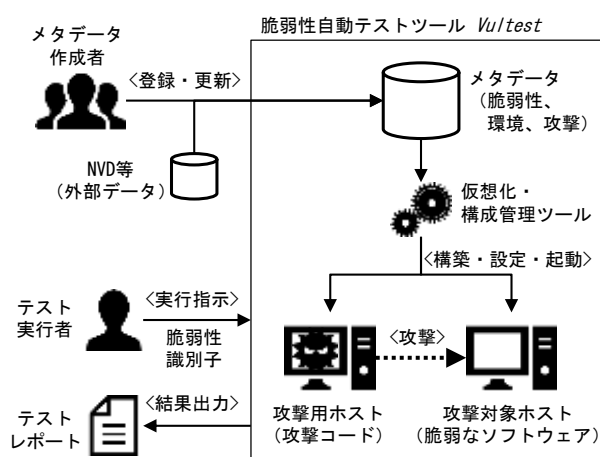 脆弱性自動テストツール Vultest
メタデータ
作成者
<登録・更新>
NVD等
(外部データ)
メタデータ
(脆弱性、
環境、攻撃)
仮想化・
構成管理ツール
<構築・設定・起動>
テスト
実行者
<実行指示>
脆弱性
識別子
<攻撃>
攻撃用ホスト
(攻撃コード)
攻撃対象ホスト
(脆弱なソフトウェア)
テスト
レポート
<結果出力>